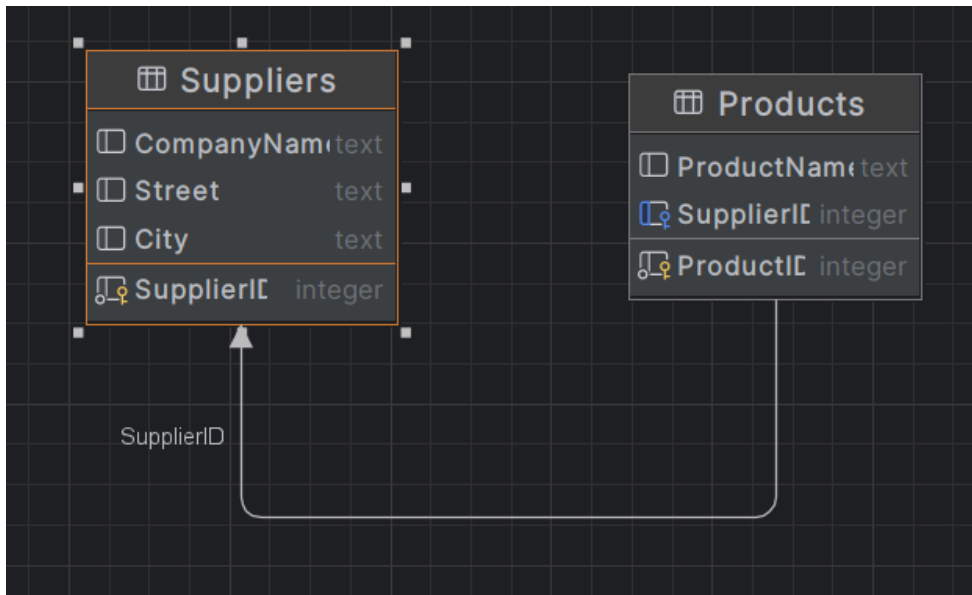 Suppliers
CompanyNam text
Street text
City text
SupplierID integer
Products
ProductName text
SupplierID integer
ProductID integer
SupplierID